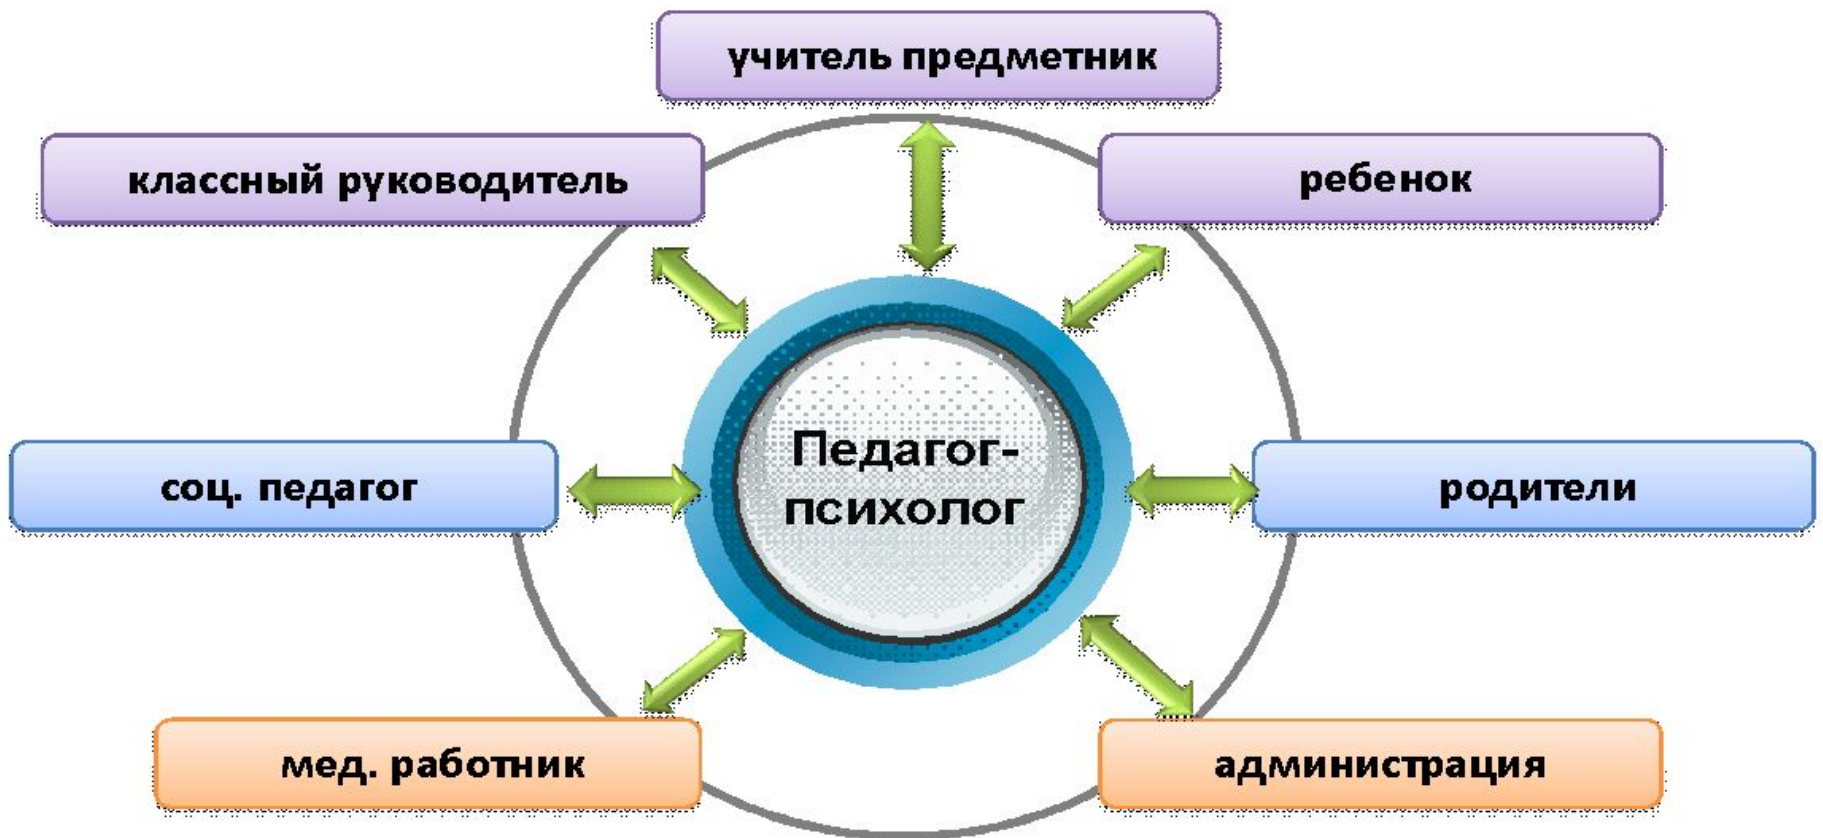 учитель предметник
классный руководитель
ребенок
Педагог-
психолог
соц. педагог
родители
мед. работник
администрация